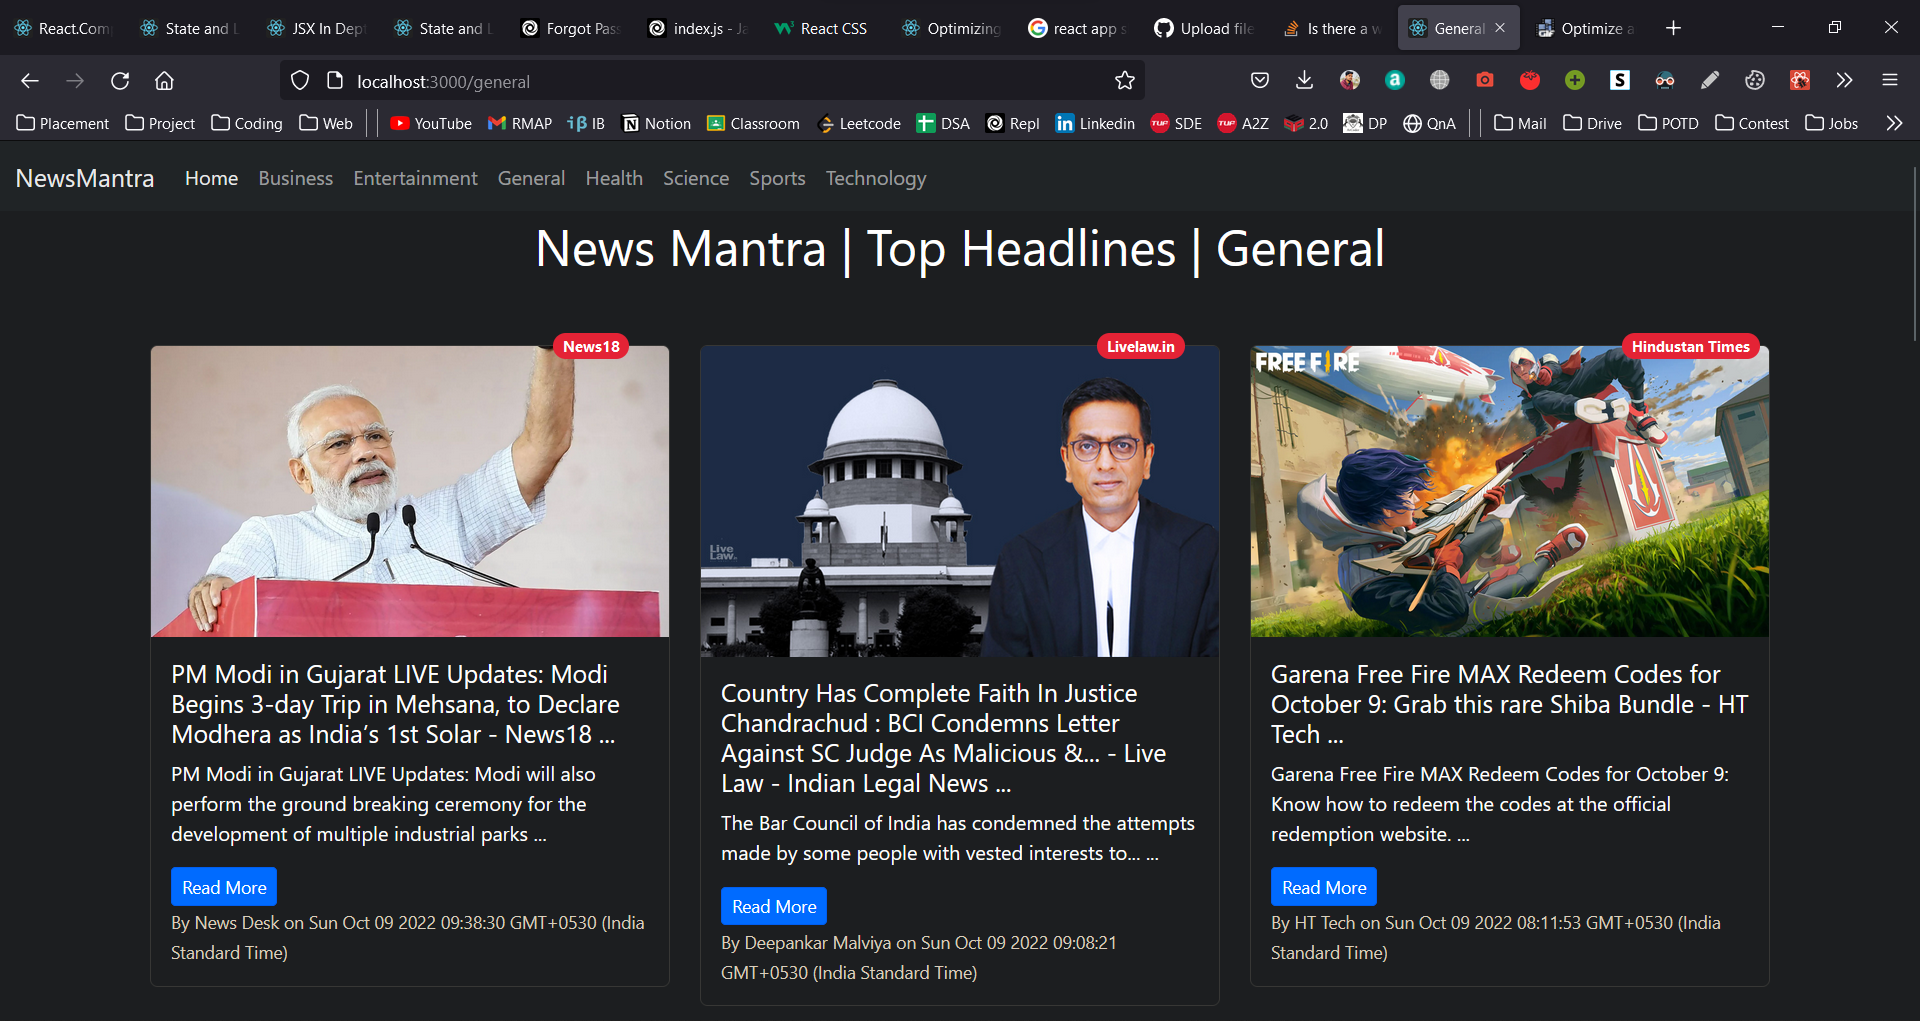 React.Com
State and L
JSX In Dept
State and L
Forgot Pass
index.js - Ja
React CSS
Optimizing
react app s
Upload file
Is there a w
General
Optimize a
localhost:3000/general
Placement
Project
Coding
Web
YouTube
RMAP
IB
Notion
Classroom
Leetcode
DSA
Repl
Linkedin
SDE
A2Z
2.0
DP
QnA
Mail
Drive
POTD
Contest
Jobs
NewsMantra
Home
Business
Entertainment
General
Health
Science
Sports
Technology
News Mantra | Top Headlines | General
News18
PM Modi in Gujarat LIVE Updates: Modi
Begins 3-day Trip in Mehsana, to Declare
Modhera as India’s 1st Solar - News18 ...
PM Modi in Gujarat LIVE Updates: Modi will also
perform the ground breaking ceremony for the
development of multiple industrial parks ...
Read More
By News Desk on Sun Oct 09 2022 09:38:30 GMT+0530 (India
Standard Time)
Livelaw.in
Live
Law.
Country Has Complete Faith In Justice
Chandrachud : BCI Condemns Letter
Against SC Judge As Malicious &... - Live
Law - Indian Legal News ...
The Bar Council of India has condemned the attempts
made by some people with vested interests to... ...
Read More
By Deepankar Malviya on Sun Oct 09 2022 09:08:21
GMT+0530 (India Standard Time)
Hindustan Times
FREE FIRE
Garena Free Fire MAX Redeem Codes for
October 9: Grab this rare Shiba Bundle - HT
Tech ...
Garena Free Fire MAX Redeem Codes for October 9:
Know how to redeem the codes at the official
redemption website. ...
Read More
By HT Tech on Sun Oct 09 2022 08:11:53 GMT+0530 (India
Standard Time)